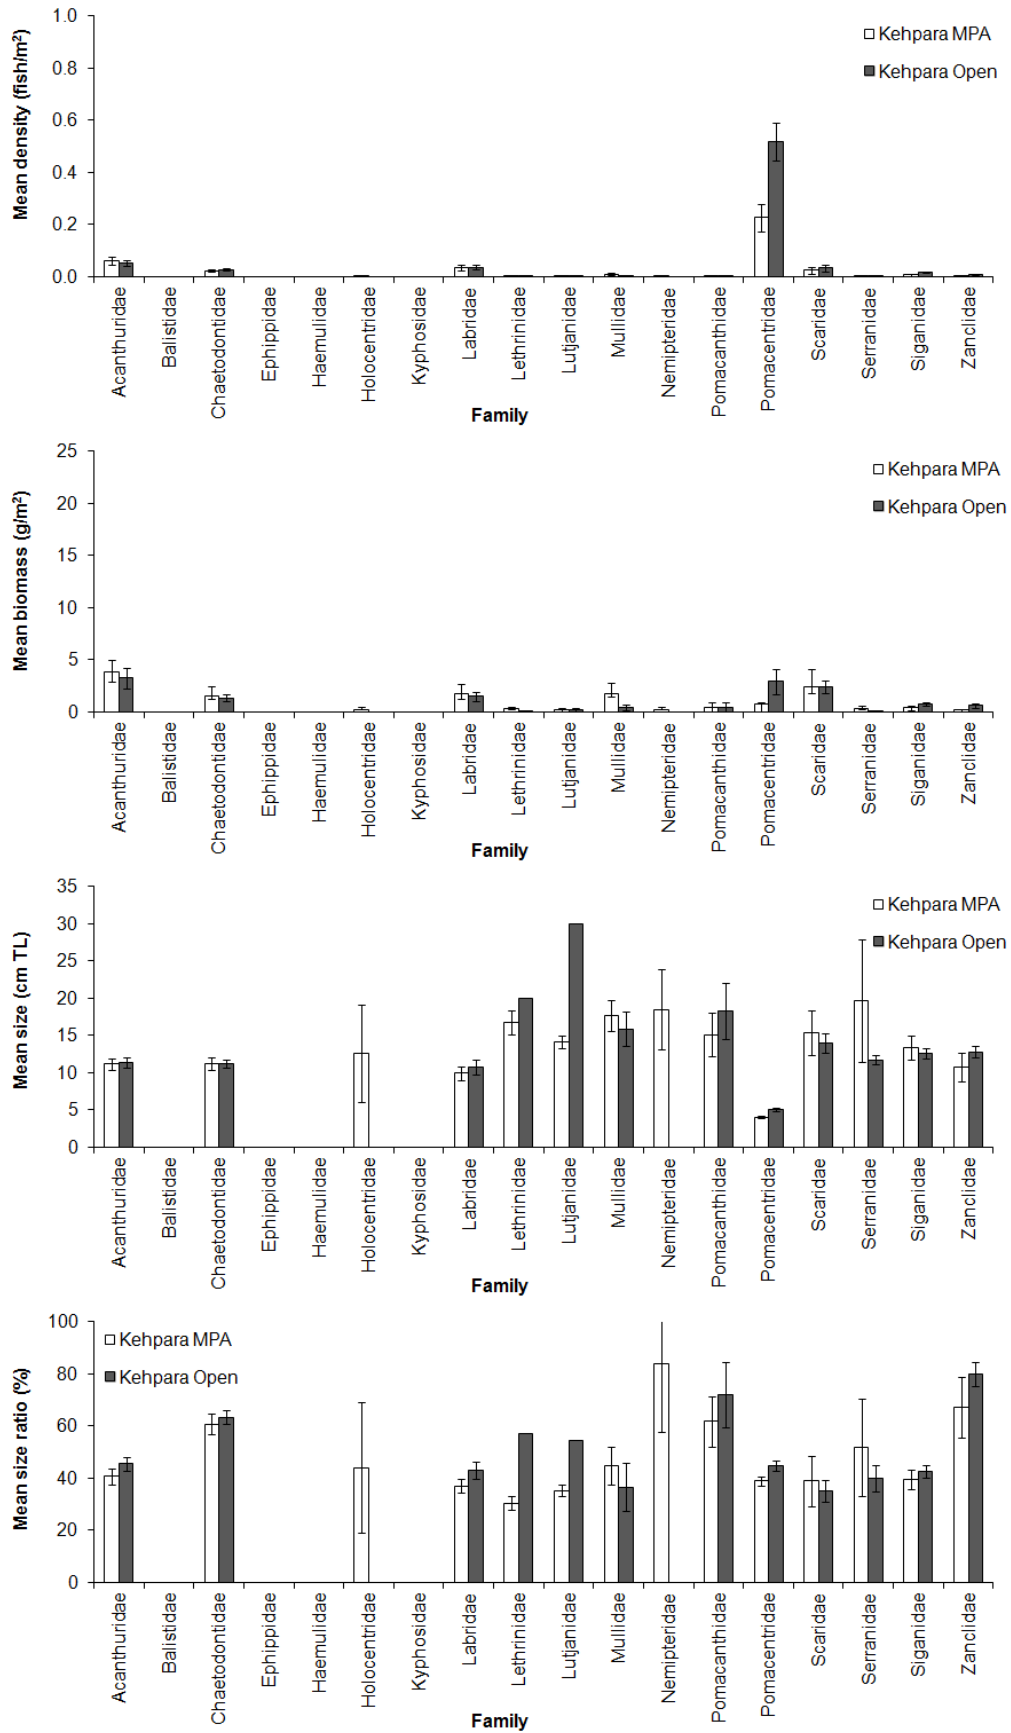 Mean density (fish/m²)
1.0
0.8
0.6
0.4
0.2
0.0
Kehpara MPA
Kehpara Open
Acanthuridae
Balistidae
Chaetodontidae
Ephippidae
Haemulidae
Holocentridae
Kyphosidae
Labridae
Lethrinidae
Lutjanidae
Mullidae
Nemipteridae
Pomacanthidae
Pomacentridae
Scaridae
Serranidae
Siganidae
Zanclidae
Family
Mean biomass (g/m²)
25
20
15
10
5
0
Kehpara MPA
Kehpara Open
Acanthuridae
Balistidae
Chaetodontidae
Ephippidae
Haemulidae
Holocentridae
Kyphosidae
Labridae
Lethrinidae
Lutjanidae
Mullidae
Nemipteridae
Pomacanthidae
Pomacentridae
Scaridae
Serranidae
Siganidae
Zanclidae
Family
Mean size (cm TL)
35
30
25
20
15
10
5
0
Kehpara MPA
Kehpara Open
Acanthuridae
Balistidae
Chaetodontidae
Ephippidae
Haemulidae
Holocentridae
Kyphosidae
Labridae
Lethrinidae
Lutjanidae
Mullidae
Nemipteridae
Pomacanthidae
Pomacentridae
Scaridae
Serranidae
Siganidae
Zanclidae
Family
Mean size ratio (%)
100
80
60
40
20
0
Kehpara MPA
Kehpara Open
Acanthuridae
Balistidae
Chaetodontidae
Ephippidae
Haemulidae
Holocentridae
Kyphosidae
Labridae
Lethrinidae
Lutjanidae
Mullidae
Nemipteridae
Pomacanthidae
Pomacentridae
Scaridae
Serranidae
Siganidae
Zanclidae
Family